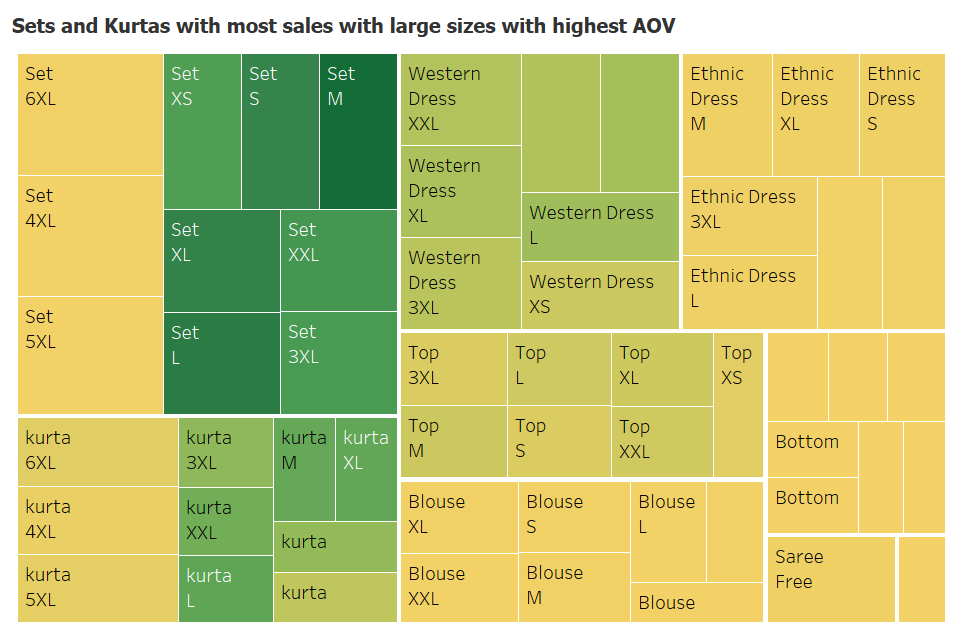 Sets and Kurtas with most sales with large sizes with highest AOV
Set
6XL
Set
4XL
Set
5XL
Set
XS
Set
S
Set
M
Set
XL
Set
XXL
Set
L
Set
3XL
kurta
6XL
kurta
4XL
kurta
5XL
kurta
3XL
kurta
XXL
kurta
L
kurta
M
kurta
XL
kurta
kurta
Western
Dress
XXL
Western
Dress
XL
Western
Dress
3XL
Western Dress
L
Western Dress
XS
Top
3XL
Top
M
Top
L
Top
S
Top
XL
Top
XXL
Top
XS
Blouse
XL
Blouse
XXL
Blouse
S
Blouse
M
Blouse
L
Blouse
Ethnic
Dress
M
Ethnic
Dress
XL
Ethnic
Dress
S
Ethnic Dress
3XL
Ethnic Dress
L
Bottom
Bottom
Saree
Free